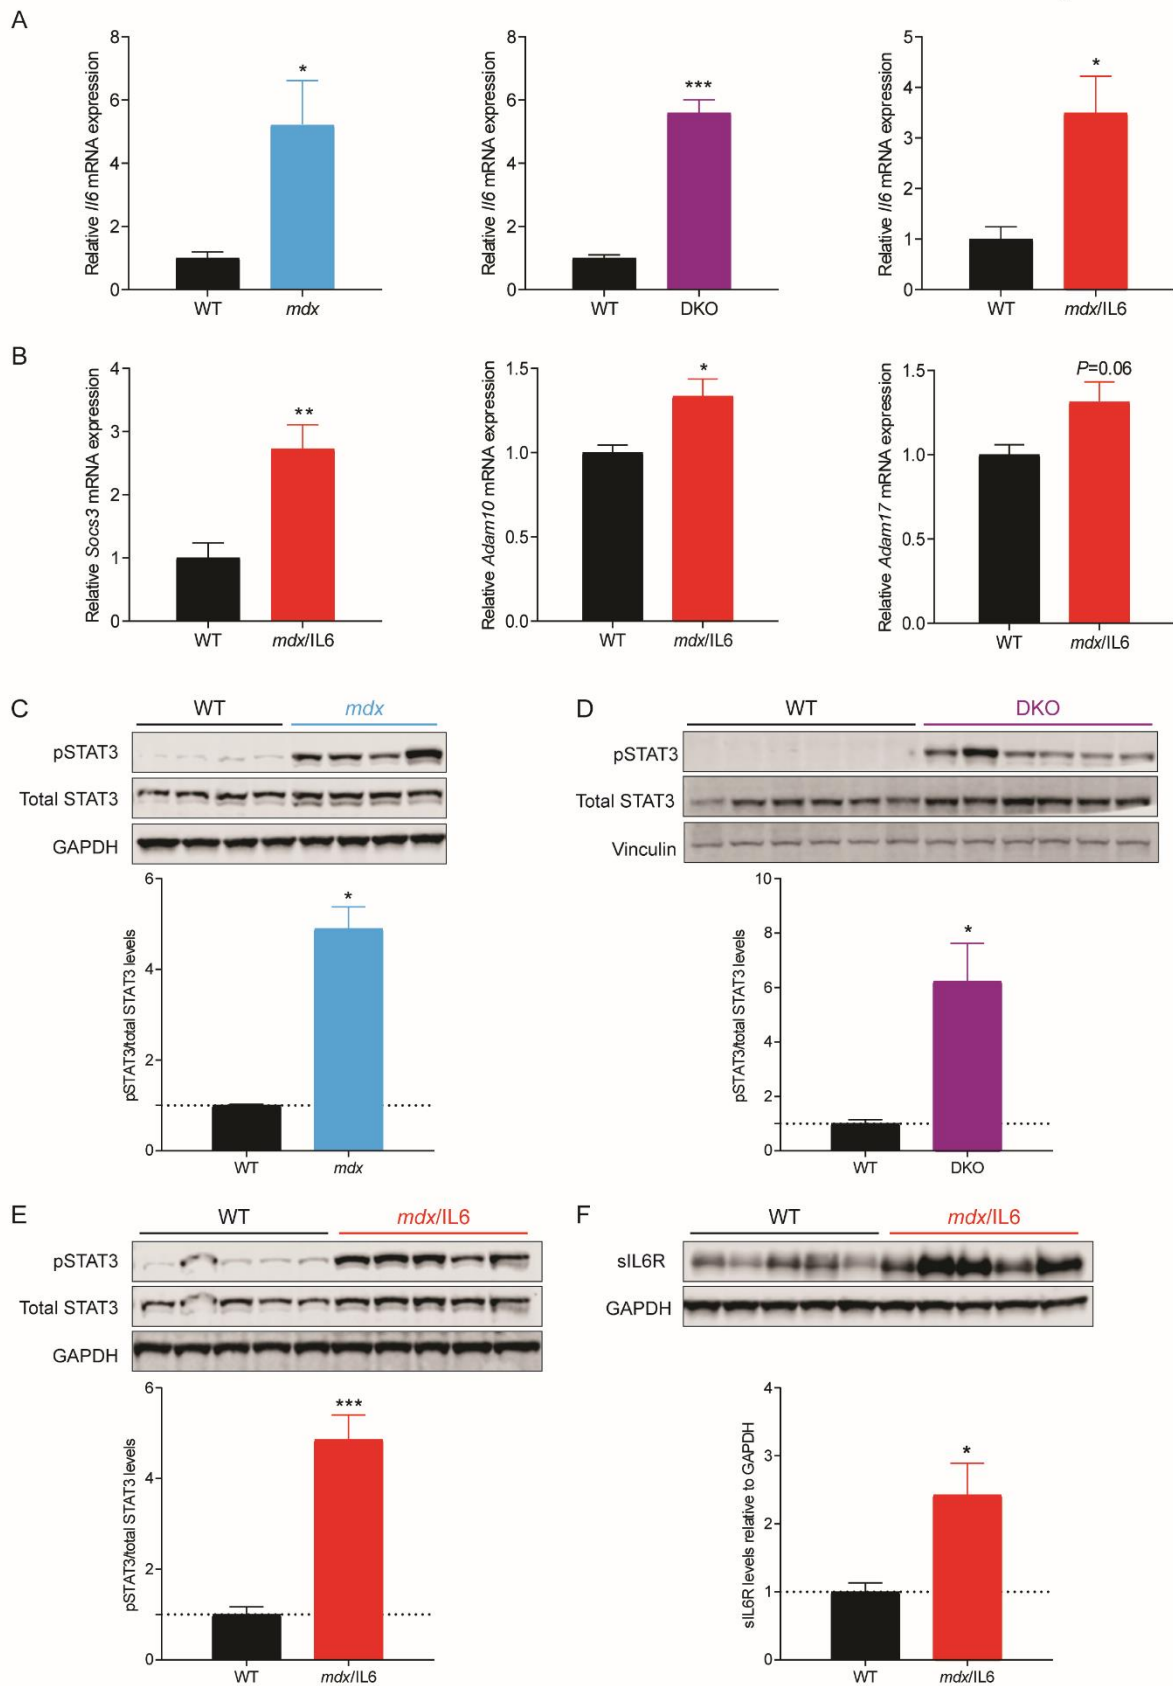 A
Relative Il6 mRNA expression
8
6
4
2
0
*
WT
mdx
Relative Il6 mRNA expression
8
6
4
2
0
***
WT
DKO
Relative Il6 mRNA expression
5
4
3
2
1
0
*
WT
mdx/IL6
B
Relative Socs3 mRNA expression
4
3
2
1
0
**
WT
mdx/IL6
Relative Adam10 mRNA expression
1.5
1.0
0.5
0.0
*
WT
mdx/IL6
Relative Adam17 mRNA expression
1.5
1.0
0.5
0.0
P=0.06
WT
mdx/IL6
C
WT
mdx
pSTAT3
Total STAT3
GAPDH
pSTAT3/total STAT3 levels
6
4
2
0
*
WT
mdx
D
WT
DKO
pSTAT3
Total STAT3
Vinculin
pSTAT3/total STAT3 levels
10
8
6
4
2
0
*
WT
DKO
E
WT
mdx/IL6
pSTAT3
Total STAT3
GAPDH
pSTAT3/total STAT3 levels
6
4
2
0
***
WT
mdx/IL6
F
WT
mdx/IL6
sIL6R
GAPDH
sIL6R levels relative to GAPDH
4
3
2
1
0
*
WT
mdx/IL6